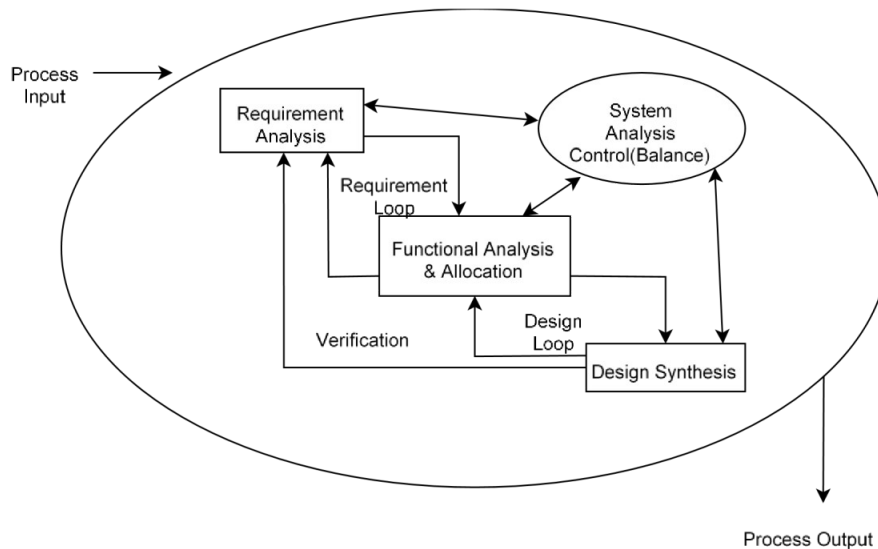 Process
Input
Requirement
Analysis
System
Analysis
Control(Balance)
Requirement
Loop
Functional Analysis
& Allocation
Design
Loop
Verification
Design Synthesis
Process Output